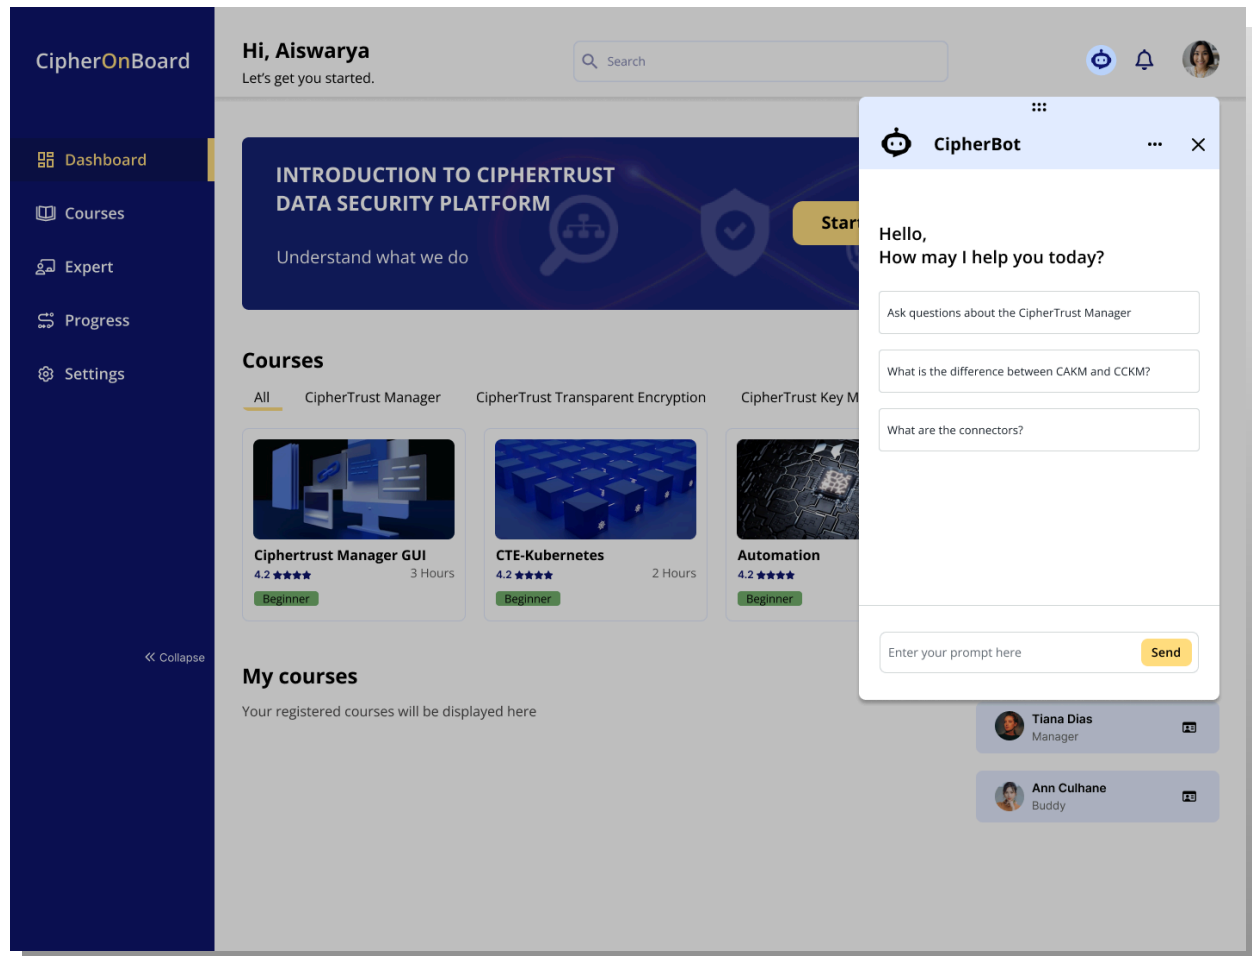 CipherOnBoard
Dashboard
Courses
Expert
Progress
Settings
Collapse
Hi, Aiswarya
Let's get you started.
Search
INTRODUCTION TO CIPHERTRUST
DATA SECURITY PLATFORM
Understand what we do
Start
Courses
All
CipherTrust Manager
CipherTrust Transparent Encryption
CipherTrust Key M
Ciphertrust Manager GUI
4.2
3 Hours
Beginner
CTE-Kubernetes
4.2
2 Hours
Beginner
Automation
4.2
Beginner
My courses
Your registered courses will be displayed here
CipherBot
Hello,
How may I help you today?
Ask questions about the CipherTrust Manager
What is the difference between CAKM and CCKM?
What are the connectors?
Enter your prompt here
Send
Tiana Dias
Manager
Ann Culhane
Buddy